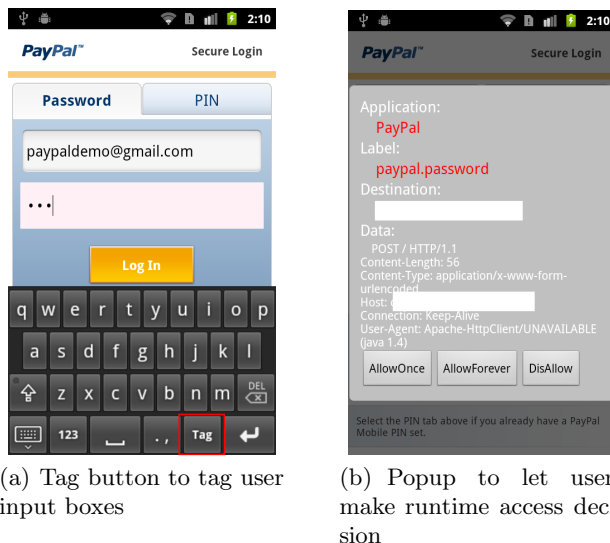 2:10
PayPal™ Secure Login
Password PIN
paypaldemo@gmail.com
Log In
q w e r t y u i o p
a s d f g h j k l
z x c v b n m DEL
123 . , Tag
(a) Tag button to tag user
input boxes
2:10
PayPal™ Secure Login
Application:
PayPal
Label:
paypal.password
Destination:
Data:
POST / HTTP/1.1
Content-Length: 56
Content-Type: application/x-www-form-
urlencoded
Host:
Connection: Keep-Alive
User-Agent: Apache-HttpClient/UNAVAILABLE
(java 1.4)
AllowOnce AllowForever DisAllow
Select the PIN tab above if you already have a PayPal
Mobile PIN set.
(b) Popup to let user
make runtime access deci
sion